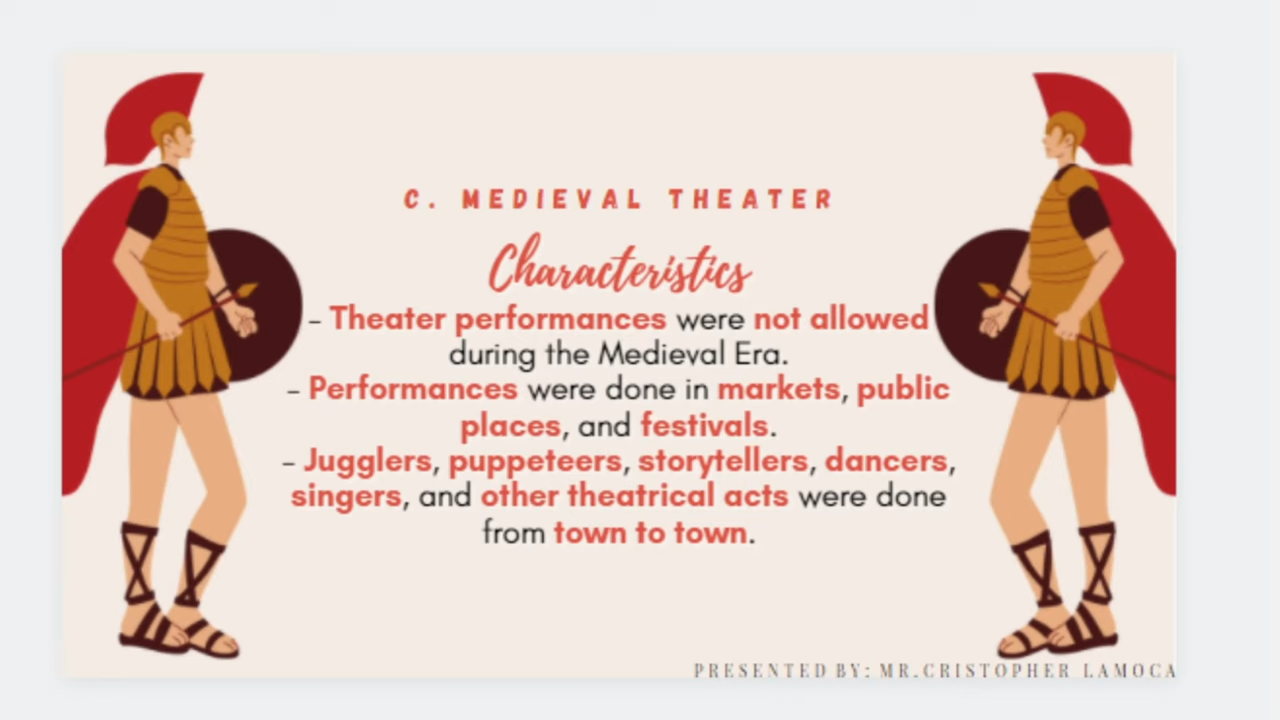 C. MEDIEVAL THEATER
Characteristics
- Theater performances were not allowed
during the Medieval Era.
- Performances were done in markets, public
places, and festivals.
- Jugglers, puppeteers, storytellers, dancers,
singers, and other theatrical acts were done
from town to town.
PRESENTED BY: MR.CRISTOPHER LAMOCA